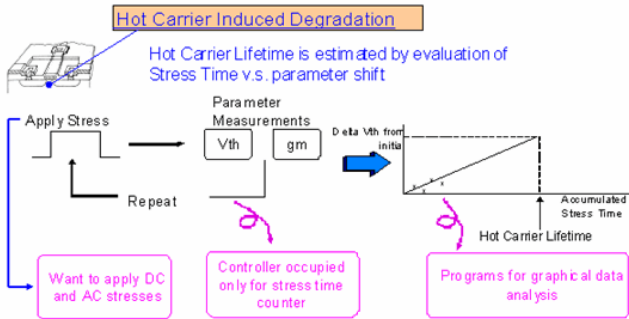 Hot Carrier Induced Degradation
Hot Carrier Lifetime is estimated by evaluation of
Stress Time v.s. parameter shift
Apply Stress
Parameter
Measurements
Vth
gm
Repeat
Delta Vth from
initia
Accumulated
Stress Time
Hot Carrier Lifetime
Want to apply DC
and AC stresses
Controller occupied
only for stress time
counter
Programs for graphical data
analysis